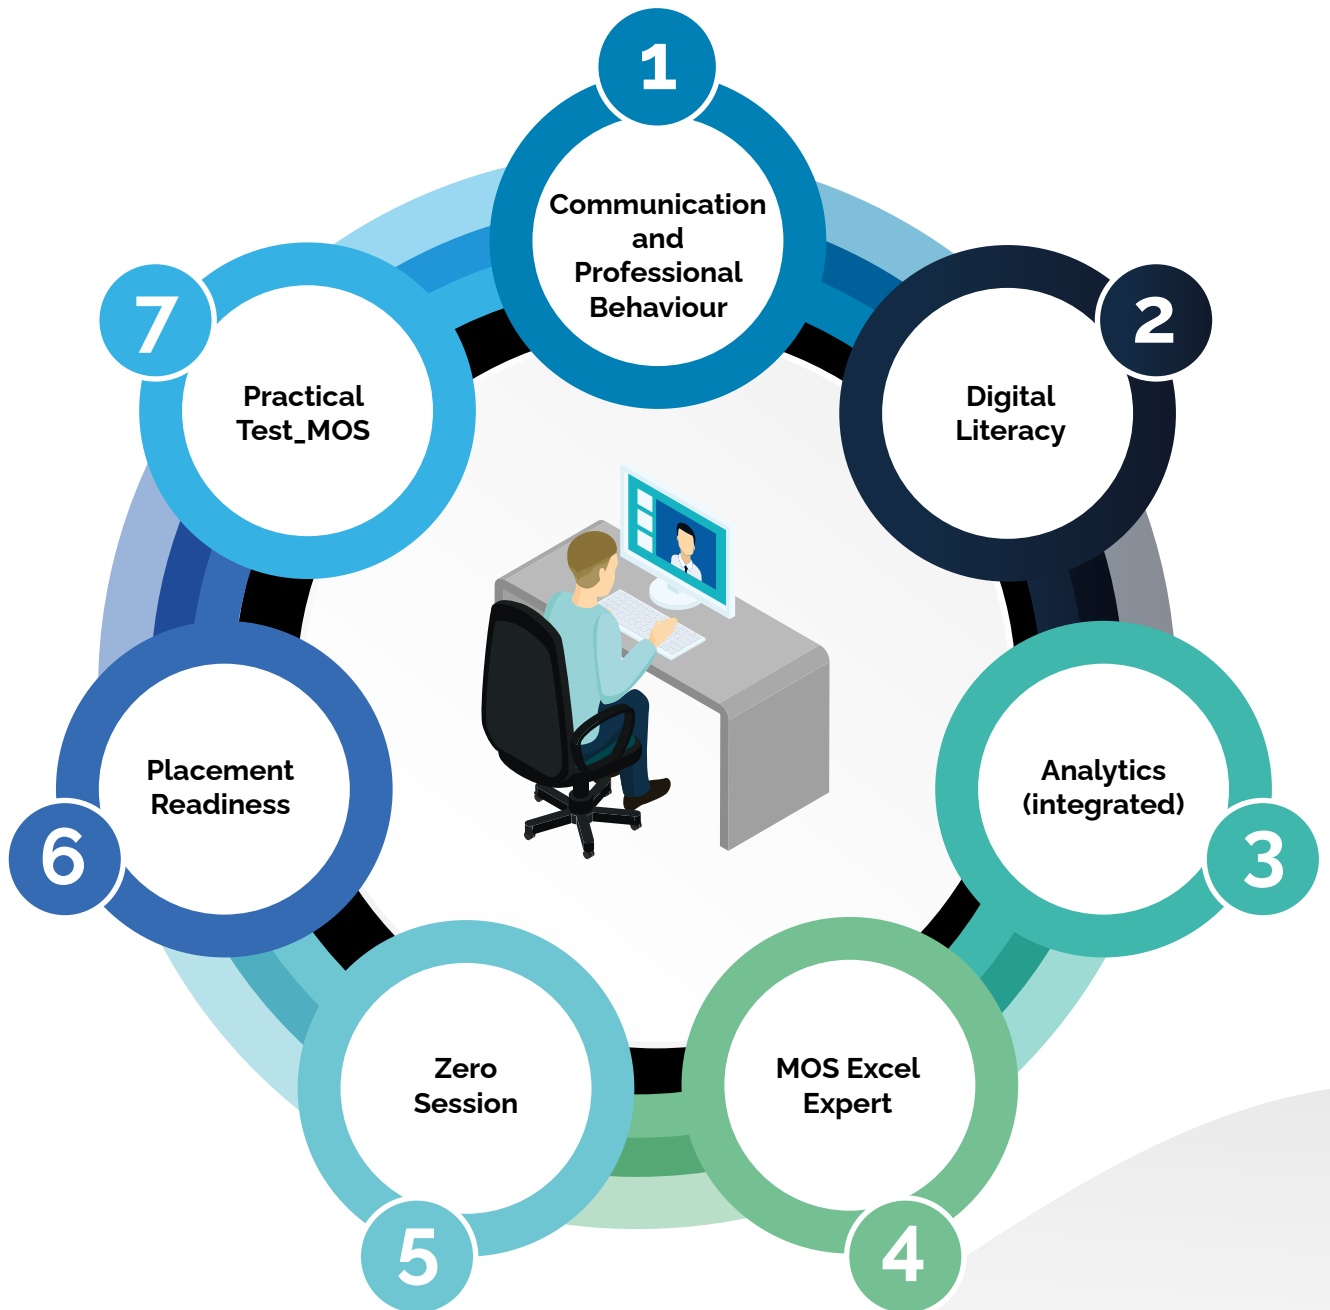 1
Communication
and
Professional
Behaviour
2
Digital
Literacy
3
Analytics
(integrated)
4
MOS Excel
Expert
5
Zero
Session
6
Placement
Readiness
7
Practical
Test_MOS